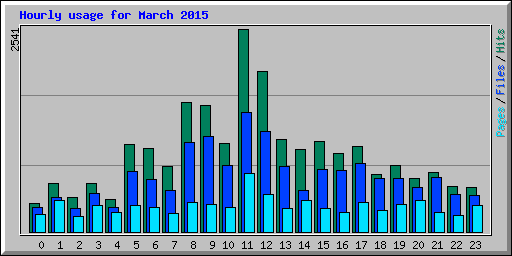 Hourly usage for March 2015
2541
Pages / Files / Hits
0 1 2 3 4 5 6 7 8 9 10 11 12 13 14 15 16 17 18 19 20 21 22 23